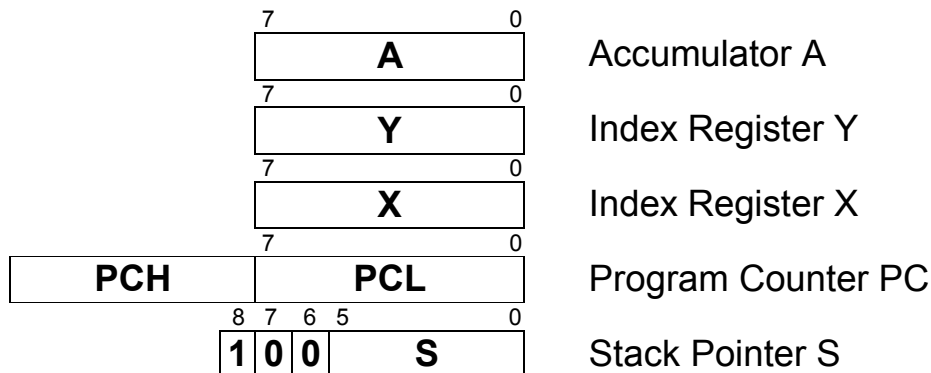 7 0
A Accumulator A
7 0
Y Index Register Y
7 0
X Index Register X
7 0
PCH PCL Program Counter PC
8 7 6 5 0
1 0 0 S Stack Pointer S